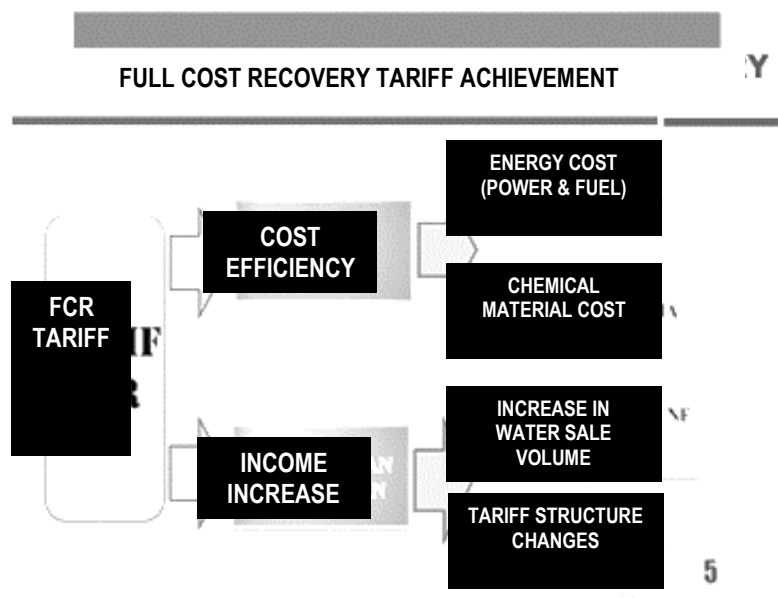 FULL COST RECOVERY TARIFF ACHIEVEMENT
ENERGY COST
(POWER & FUEL)
COST
EFFICIENCY
CHEMICAL
MATERIAL COST
FCR
TARIFF
INCREASE IN
WATER SALE
VOLUME
INCOME
INCREASE
TARIFF STRUCTURE
CHANGES
5